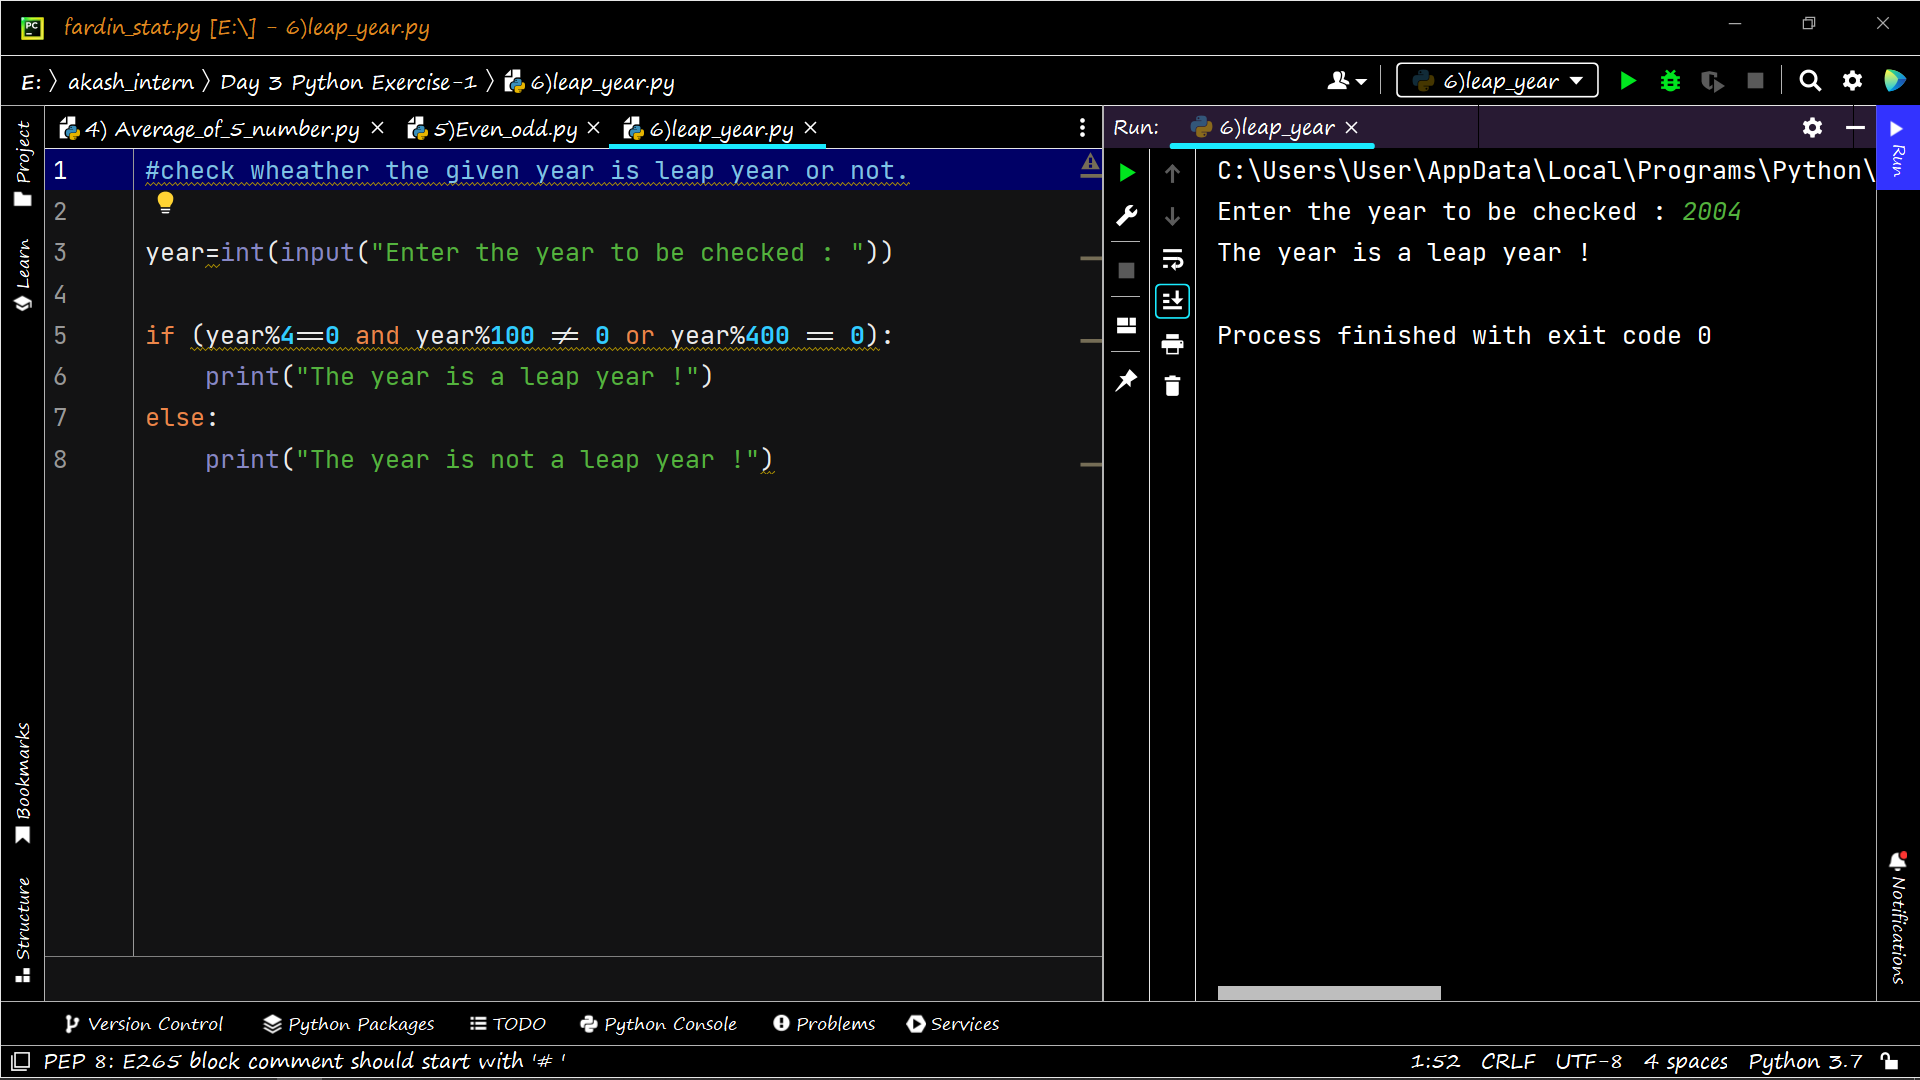 fardin_stat.py [E:\] - 6)leap_year.py
E: 〉 akash_intern 〉 Day 3 Python Exercise-1 〉 6)leap_year.py
6)leap_year
4) Average_of_5_number.py
5)Even_odd.py
6)leap_year.py
Run: 6)leap_year
Project
Learn
Bookmarks
Structure
1 #check wheather the given year is leap year or not.
2
3 year=int(input("Enter the year to be checked : "))
4
5 if (year%4==0 and year%100 != 0 or year%400 == 0):
6     print("The year is a leap year !")
7 else:
8     print("The year is not a leap year !")
C:\Users\User\AppData\Local\Programs\Python\
Enter the year to be checked : 2004
The year is a leap year !
Process finished with exit code 0
Run
Notifications
Version Control Python Packages TODO Python Console Problems Services
PEP 8: E265 block comment should start with '# '
1:52 CRLF UTF-8 4 spaces Python 3.7